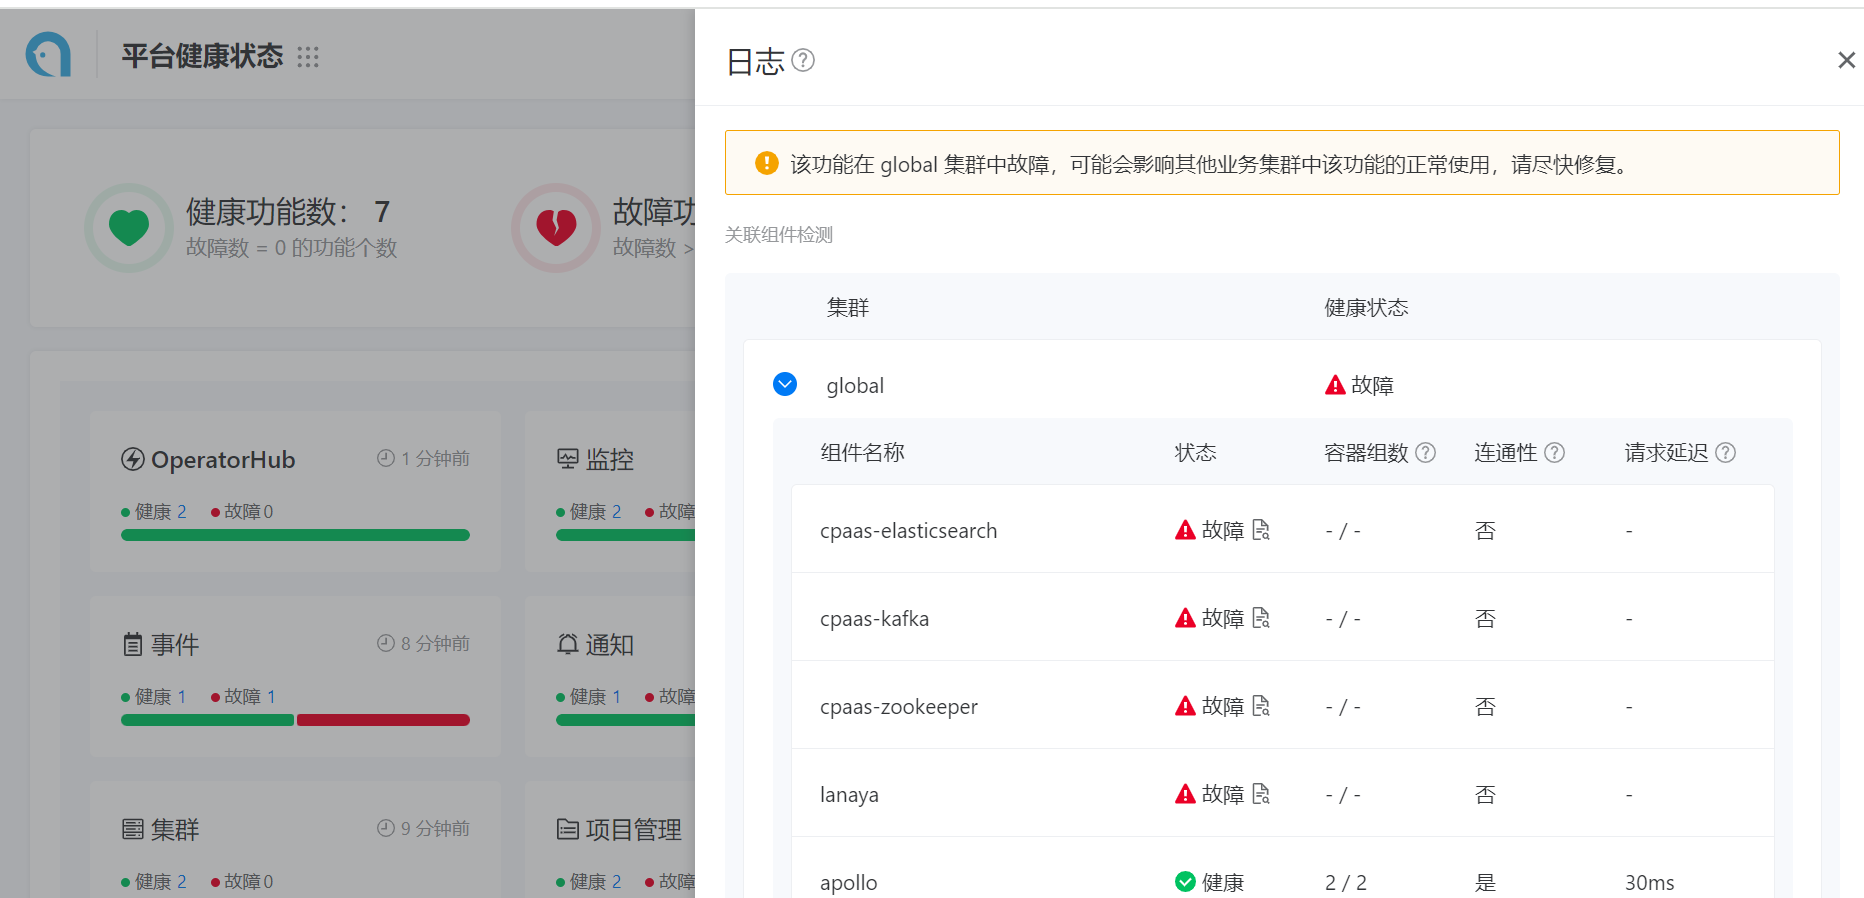 平台健康状态
健康功能数： 7
故障数 = 0 的功能个数
故障功
故障数 >
OperatorHub
1 分钟前
健康 2 故障 0
监控
健康 2 故障
事件
8 分钟前
健康 1 故障 1
通知
健康 1 故障
集群
9 分钟前
健康 2 故障 0
项目管理
健康 2 故障
日志
该功能在 global 集群中故障，可能会影响其他业务集群中该功能的正常使用，请尽快修复。
关联组件检测
集群 健康状态
global 故障
组件名称 状态 容器组数 连通性 请求延迟
cpaas-elasticsearch 故障 - / - 否 -
cpaas-kafka 故障 - / - 否 -
cpaas-zookeeper 故障 - / - 否 -
lanaya 故障 - / - 否 -
apollo 健康 2 / 2 是 30ms